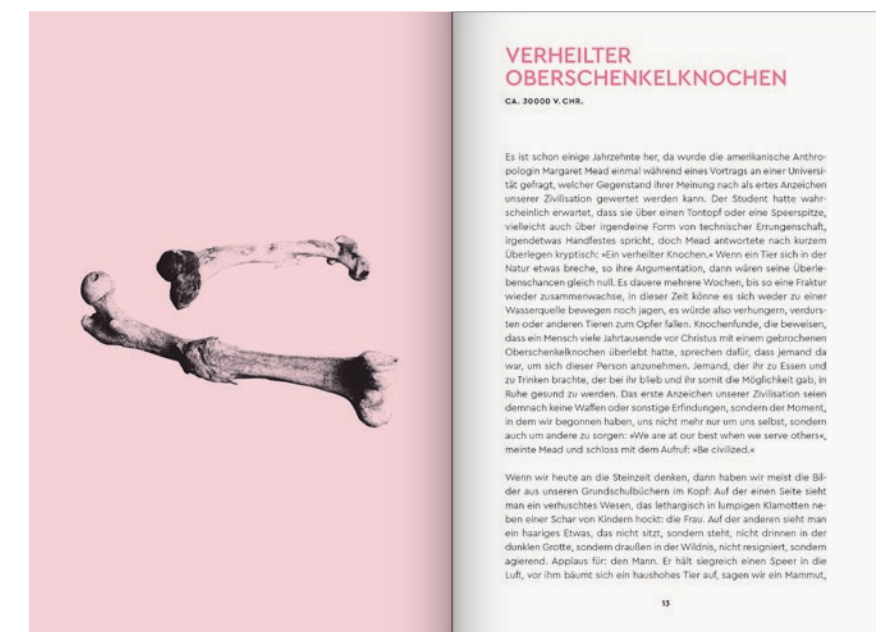 VERHEILTER
OBERSCHENKELKNOCHEN
CA. 30000 V. CHR.
Es ist schon einige Jahrzehnte her, da wurde die amerikanische Anthro-
pologin Margaret Mead einmal während eines Vortrags an einer Universi-
tät gefragt, welcher Gegenstand ihrer Meinung nach als ertes Anzeichen
unserer Zivilisation gewertet werden kann. Der Student hatte wahr-
scheinlich erwartet, dass sie über einen Tontopf oder eine Speerspitze,
vielleicht auch über irgendeine Form von technischer Errungenschaft,
irgendetwas Handfestes spricht, doch Mead antwortete nach kurzem
Überlegen kryptisch: »Ein verheilter Knochen.« Wenn ein Tier sich in der
Natur etwas breche, so ihre Argumentation, dann wären seine Überle-
benschancen gleich null. Es dauere mehrere Wochen, bis so eine Fraktur
wieder zusammenwachse, in dieser Zeit könne es sich weder zu einer
Wasserquelle bewegen noch jagen, es würde also verhungern, verdurs-
ten oder anderen Tieren zum Opfer fallen. Knochenfunde, die beweisen,
dass ein Mensch viele Jahrtausende vor Christus mit einem gebrochenen
Oberschenkelknochen überlebt hatte, sprechen dafür, dass jemand da
war, um sich dieser Person anzunehmen. Jemand, der ihr zu Essen und
zu Trinken brachte, der bei ihr blieb und ihr somit die Möglichkeit gab, in
Ruhe gesund zu werden. Das erste Anzeichen unserer Zivilisation seien
demnach keine Waffen oder sonstige Erfindungen, sondern der Moment,
in dem wir begonnen haben, uns nicht mehr nur um uns selbst, sondern
auch um andere zu sorgen: »We are at our best when we serve others«,
meinte Mead und schloss mit dem Aufruf: »Be civilized.«
Wenn wir heute an die Steinzeit denken, dann haben wir meist die Bil-
der aus unseren Grundschulbüchern im Kopf: Auf der einen Seite sieht
man ein verhuschtes Wesen, das lethargisch in lumpigen Klamotten ne-
ben einer Schar von Kindern hockt: die Frau. Auf der anderen sieht man
ein haariges Etwas, das nicht sitzt, sondern steht, nicht drinnen in der
dunklen Grotte, sondern draußen in der Wildnis, nicht resigniert, sondern
agierend. Applaus für: den Mann. Er hält siegreich einen Speer in die
Luft, vor ihm bäumt sich ein haushohes Tier auf, sagen wir ein Mammut,
13